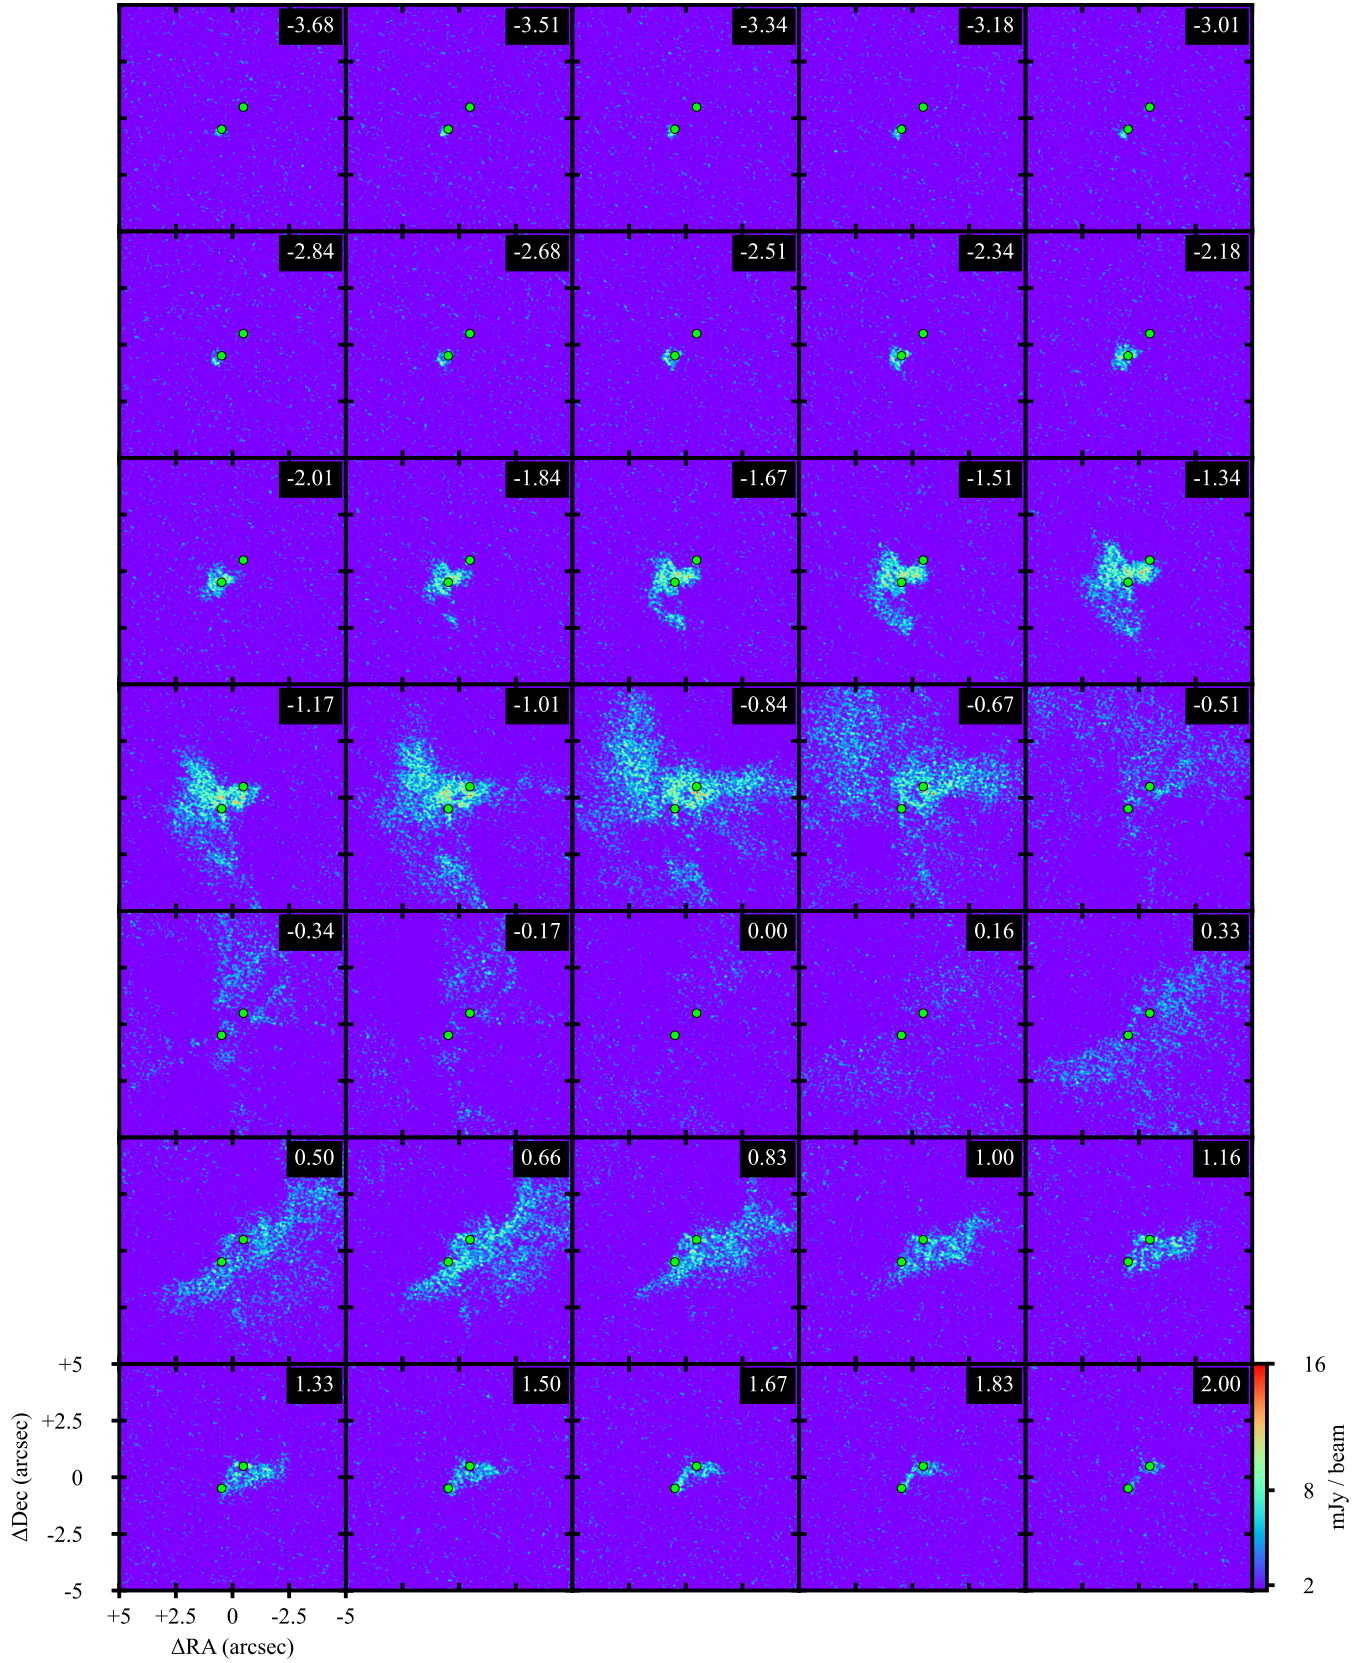 -3.68 -3.51 -3.34 -3.18 -3.01
-2.84 -2.68 -2.51 -2.34 -2.18
-2.01 -1.84 -1.67 -1.51 -1.34
-1.17 -1.01 -0.84 -0.67 -0.51
-0.34 -0.17 0.00 0.16 0.33
0.50 0.66 0.83 1.00 1.16
1.33 1.50 1.67 1.83 2.00
+5
+2.5
0
-2.5
-5
ΔDec (arcsec)
+5 +2.5 0 -2.5 -5
ΔRA (arcsec)
16
8
2
mJy / beam